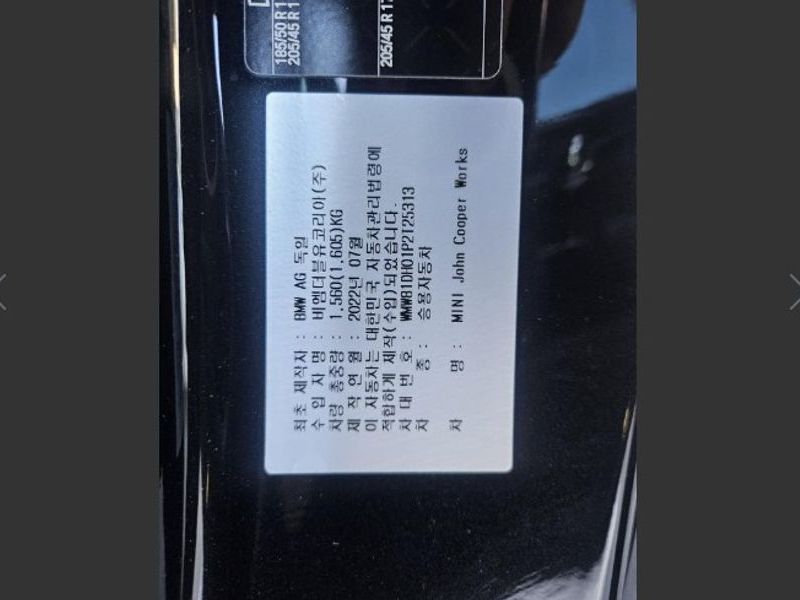 185/50 R 1
205/45 R 1
205/45 R 17
최초 제작자 : BMW AG 독일
수 입 자 명 : 비엠더블유코리아(주)
차량 총중량 : 1,560(1,605)KG
제 작 연 월 : 2022년 07월
이 자동차는 대한민국 자동차관리법령에
적합하게 제작(수입)되었습니다.
차 대 번 호 : WMW81DH01P2T25313
차 종 : 승용자동차
차 명 : MINI John Cooper Works